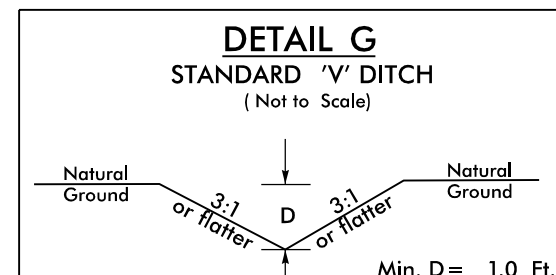 DETAIL G
STANDARD 'V' DITCH
( Not to Scale)
Natural
Ground
3:1
or flatter
D
3:1
or flatter
Natural
Ground
Min. D = 1.0 Ft.